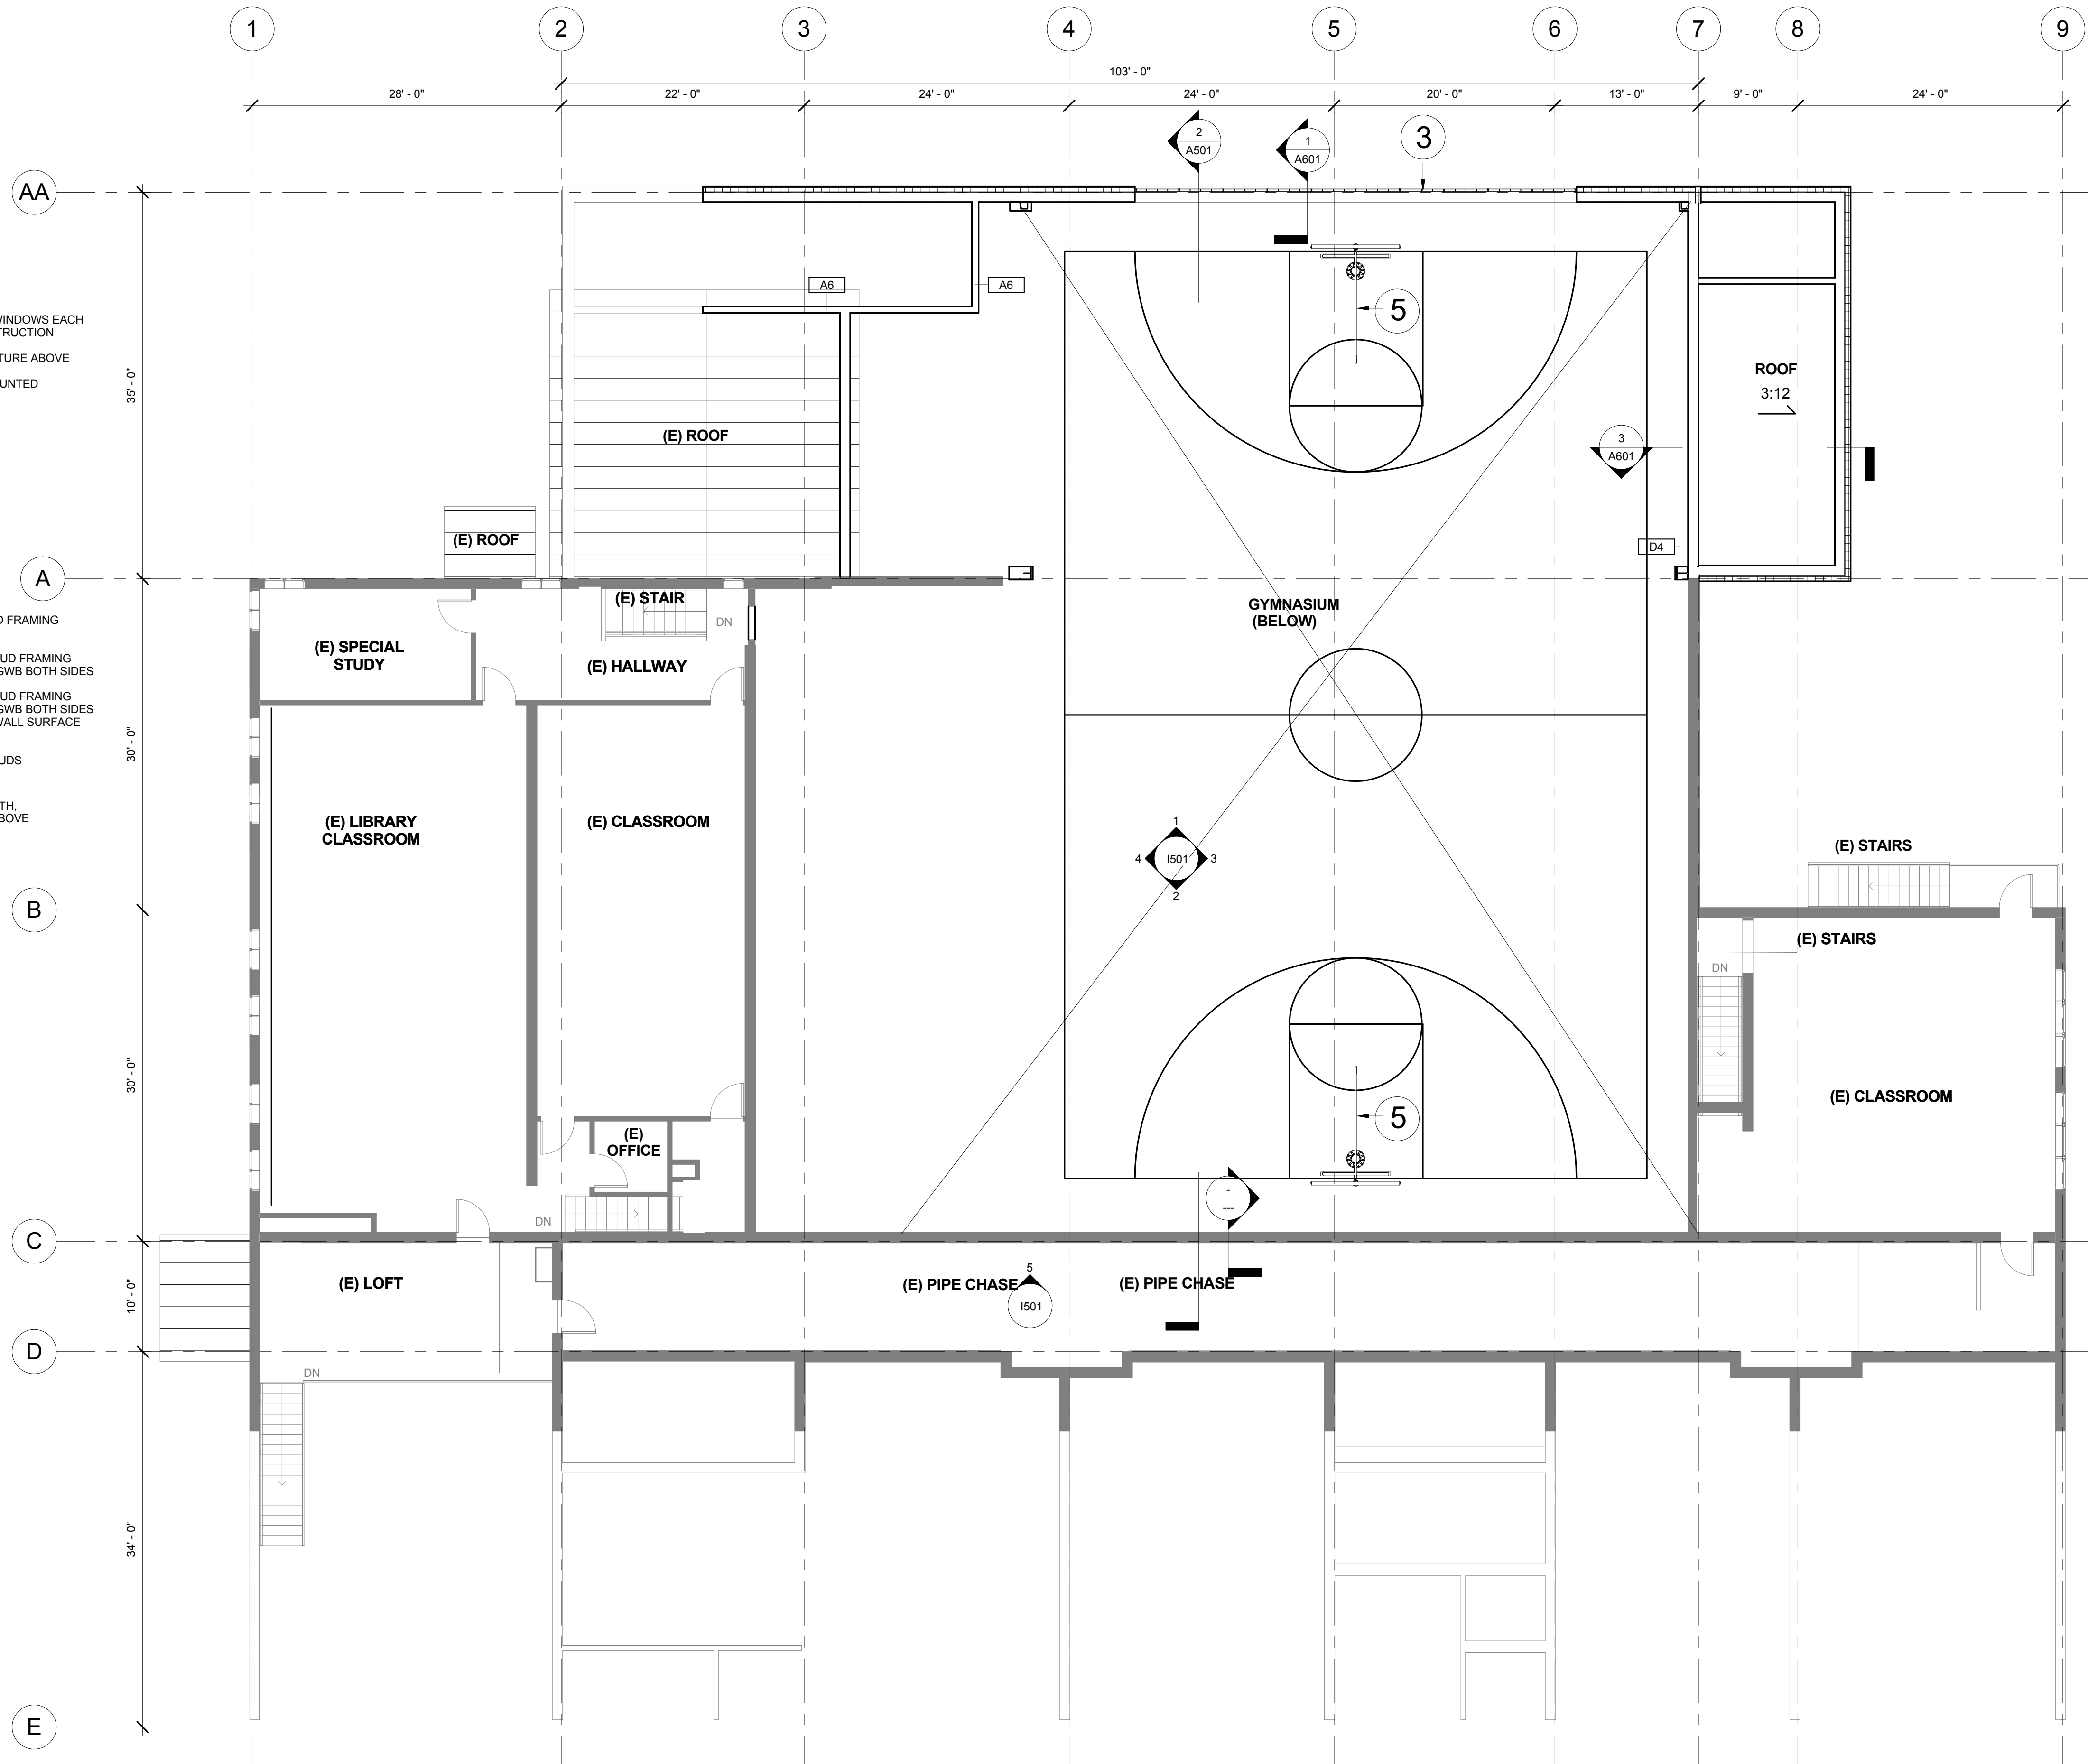 1 2 3 4 5 6 7 8 9
103' - 0"
28' - 0" 22' - 0" 24' - 0" 24' - 0" 20' - 0" 13' - 0" 9' - 0" 24' - 0"
2
A501
1
A601
3
AA
A6
A6
5
WINDOWS EACH
TRUCTION
TURE ABOVE
UNTED
35' - 0"
ROOF
3:12
(E) ROOF
3
A601
(E) ROOF
D4
A
(E) STAIR
DN
GYMNASIUM
(BELOW)
D FRAMING
(E) SPECIAL
STUDY
(E) HALLWAY
UD FRAMING
GWB BOTH SIDES
UD FRAMING
GWB BOTH SIDES
WALL SURFACE
30' - 0"
UDS
TH,
BOVE
(E) LIBRARY
CLASSROOM
(E) CLASSROOM
1
4 I501 3
2
(E) STAIRS
B
(E) STAIRS
DN
30' - 0"
(E) CLASSROOM
5
(E)
OFFICE
-
---
DN
C
(E) LOFT
(E) PIPE CHASE
5
I501
(E) PIPE CHASE
10' - 0"
D
DN
34' - 0"
E